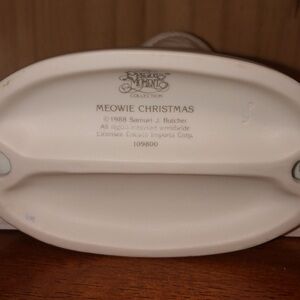 Precious
Moments
COLLECTION
MEOWIE CHRISTMAS
© 1988 Samuel J. Butcher
All rights reserved worldwide
Licensee Enesco Imports Corp.
109800